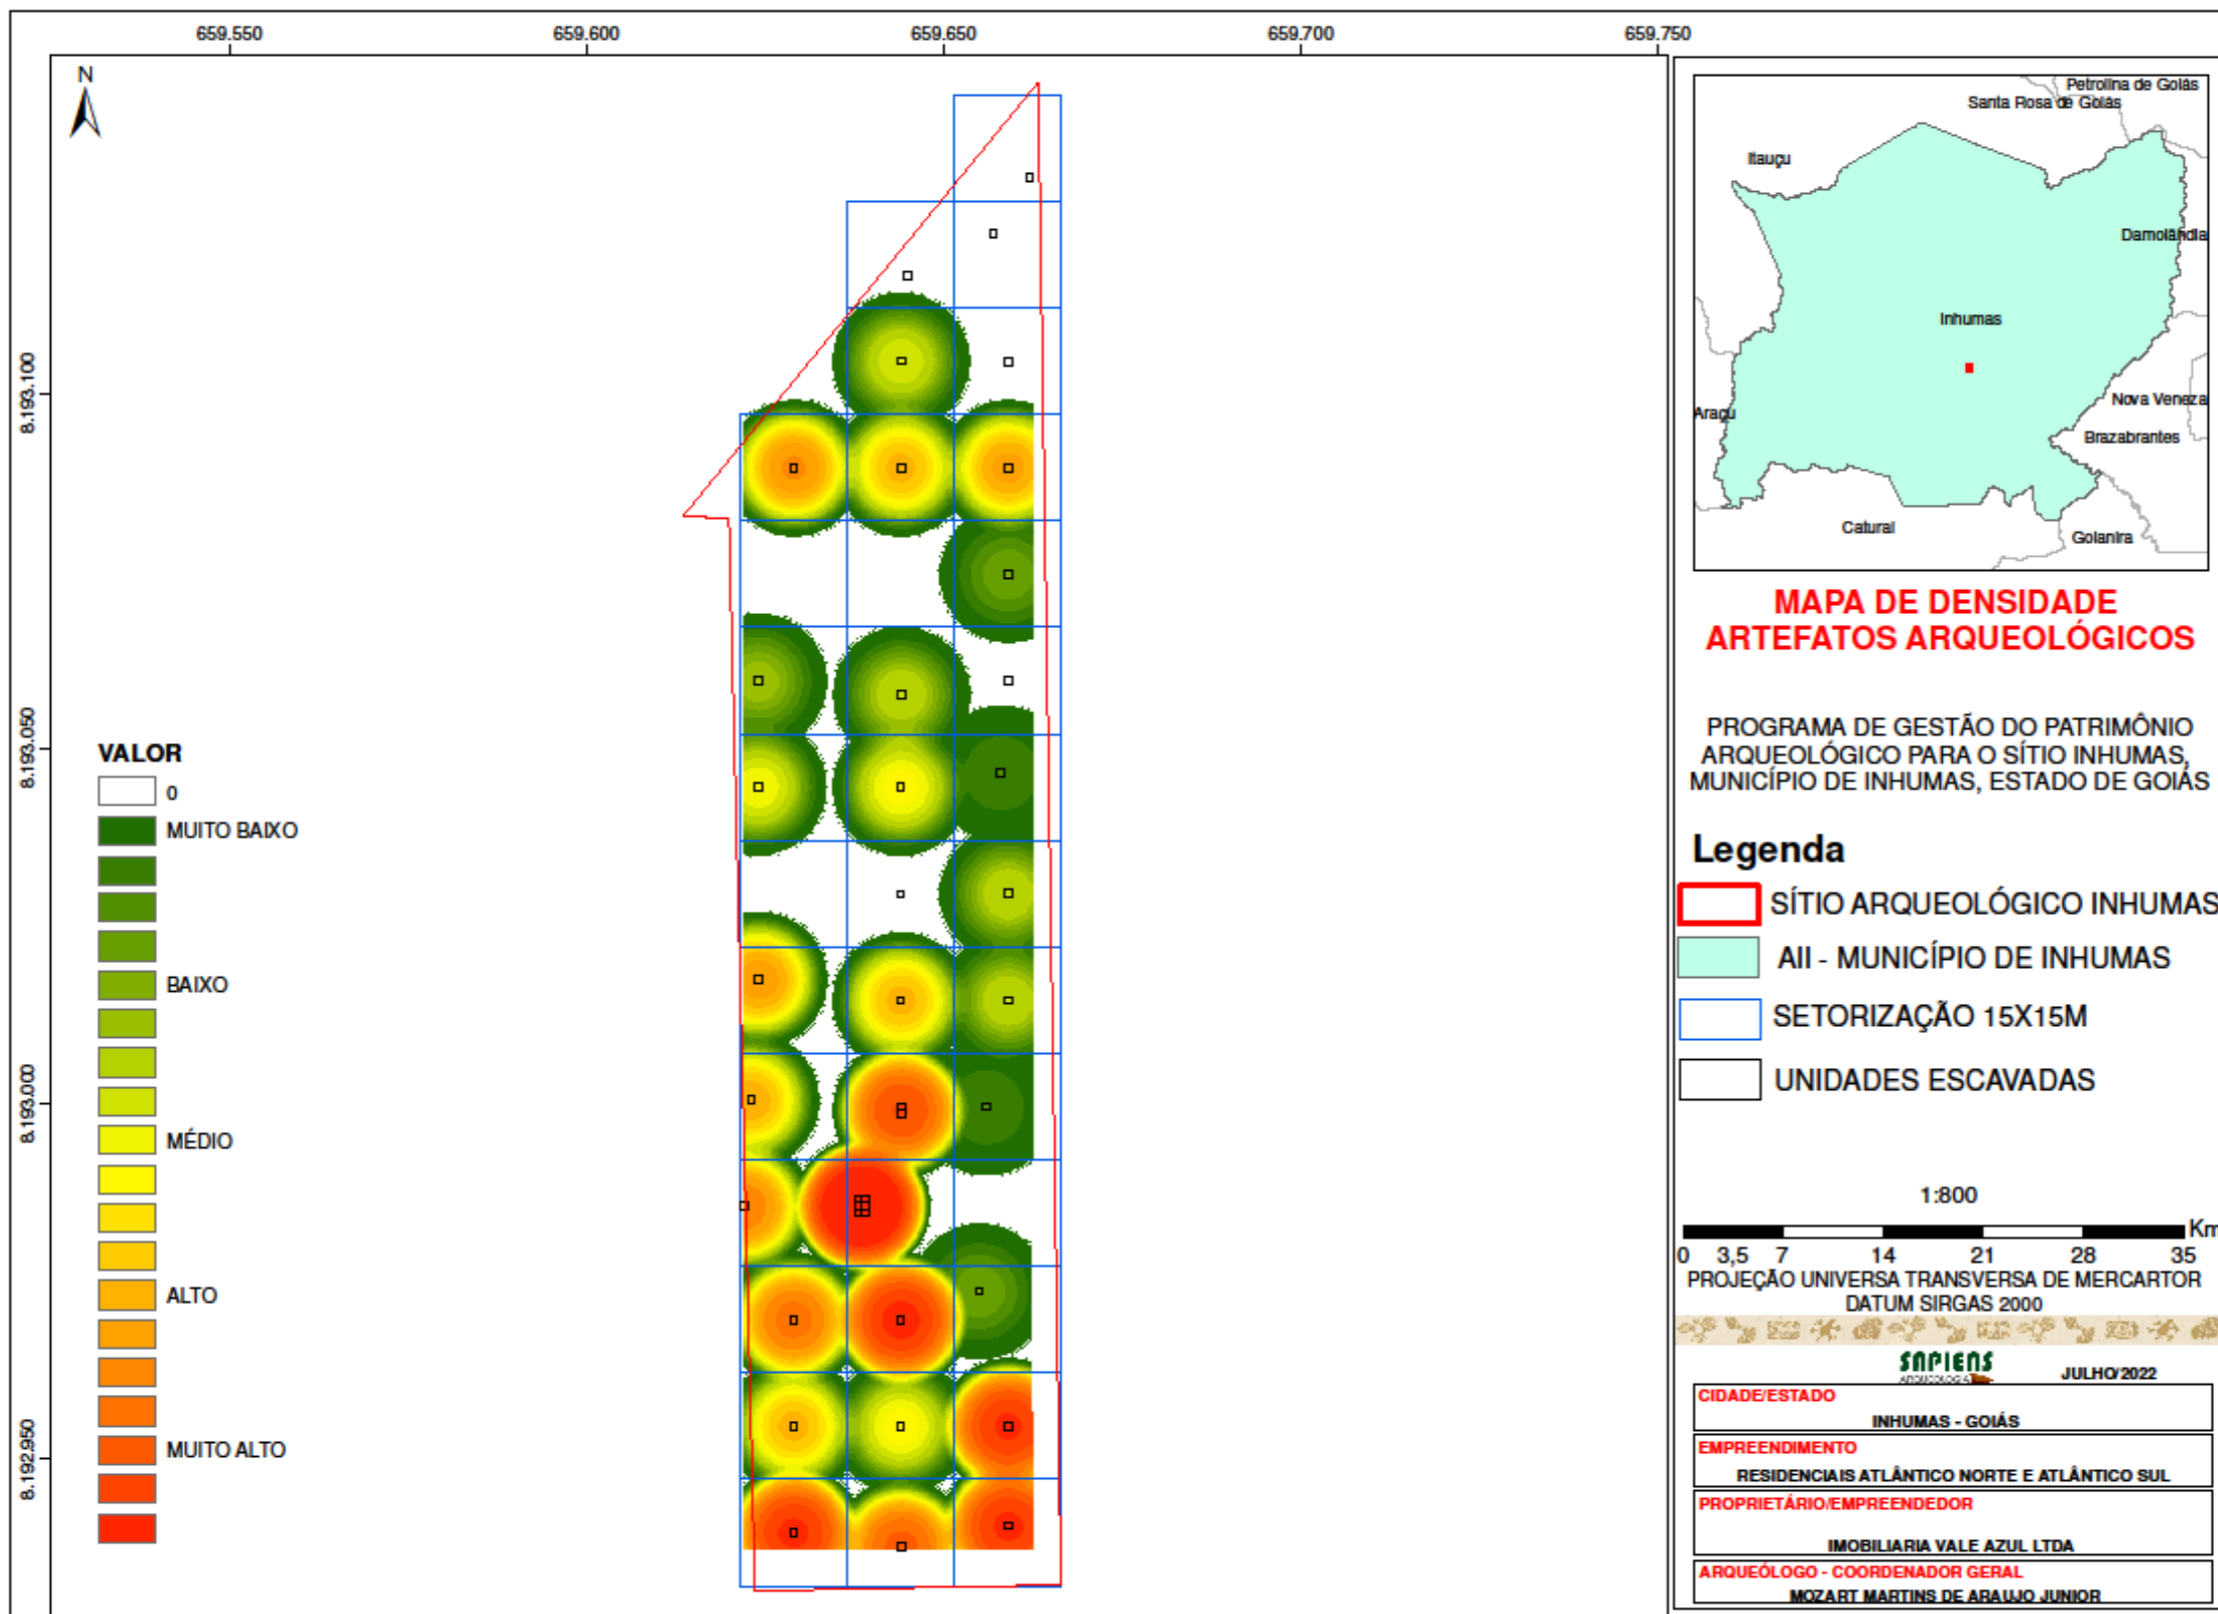 659.550
659.600
659.650
659.700
659.750
N
8.193.100
8.193.050
8.193.000
8.192.950
VALOR
0
MUITO BAIXO
BAIXO
MÉDIO
ALTO
MUITO ALTO
Petrolina de Goiás
Santa Rosa de Goiás
Itauçu
Damolândia
Inhumas
Nova Veneza
Araçu
Brazabrantes
Caturaí
Goianira
MAPA DE DENSIDADE
ARTEFATOS ARQUEOLÓGICOS
PROGRAMA DE GESTÃO DO PATRIMÔNIO
ARQUEOLÓGICO PARA O SÍTIO INHUMAS,
MUNICÍPIO DE INHUMAS, ESTADO DE GOIÁS
Legenda
SÍTIO ARQUEOLÓGICO INHUMAS
AII - MUNICÍPIO DE INHUMAS
SETORIZAÇÃO 15X15M
UNIDADES ESCAVADAS
1:800
Km
0 3,5 7 14 21 28 35
PROJEÇÃO UNIVERSA TRANSVERSA DE MERCARTOR
DATUM SIRGAS 2000
SAPIENS
ARQUEOLOGIA
JULHO/2022
CIDADE/ESTADO
INHUMAS - GOIÁS
EMPREENDIMENTO
RESIDENCIAIS ATLÂNTICO NORTE E ATLÂNTICO SUL
PROPRIETÁRIO/EMPREENDEDOR
IMOBILIARIA VALE AZUL LTDA
ARQUEÓLOGO - COORDENADOR GERAL
MOZART MARTINS DE ARAUJO JUNIOR